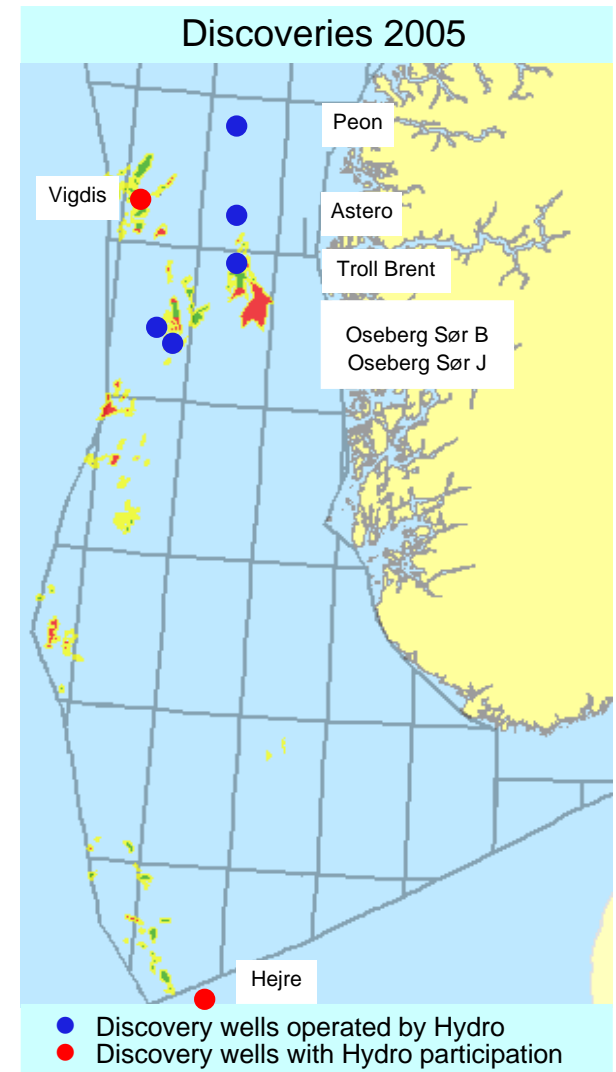 Discoveries 2005
Peon
Vigdis
Astero
Troll Brent
Oseberg Sør B
Oseberg Sør J
Hejre
Discovery wells operated by Hydro
Discovery wells with Hydro participation